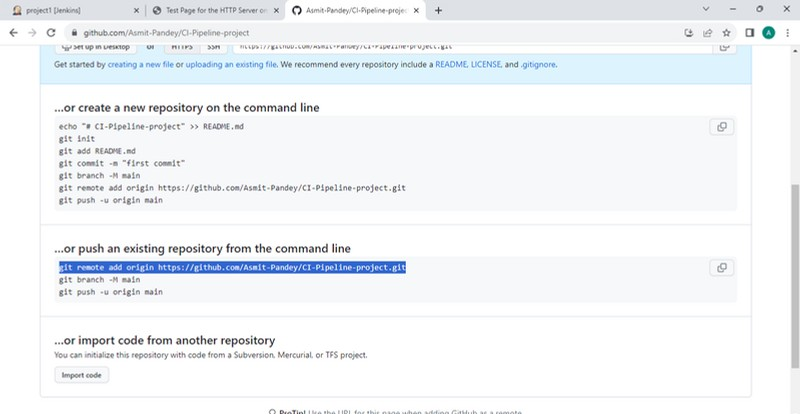 project1 [Jenkins]
Test Page for the HTTP Server on
Asmit-Pandey/CI-Pipeline-projec
github.com/Asmit-Pandey/CI-Pipeline-project
A
Set up in Desktop or HTTPS SSH https://github.com/Asmit-Pandey/CI-Pipeline-project.git
Get started by creating a new file or uploading an existing file. We recommend every repository include a README, LICENSE, and .gitignore.
…or create a new repository on the command line
echo "# CI-Pipeline-project" >> README.md
git init
git add README.md
git commit -m "first commit"
git branch -M main
git remote add origin https://github.com/Asmit-Pandey/CI-Pipeline-project.git
git push -u origin main
…or push an existing repository from the command line
git remote add origin https://github.com/Asmit-Pandey/CI-Pipeline-project.git
git branch -M main
git push -u origin main
…or import code from another repository
You can initialize this repository with code from a Subversion, Mercurial, or TFS project.
Import code
ProTip! Use the URL for this page when adding GitHub as a remote.